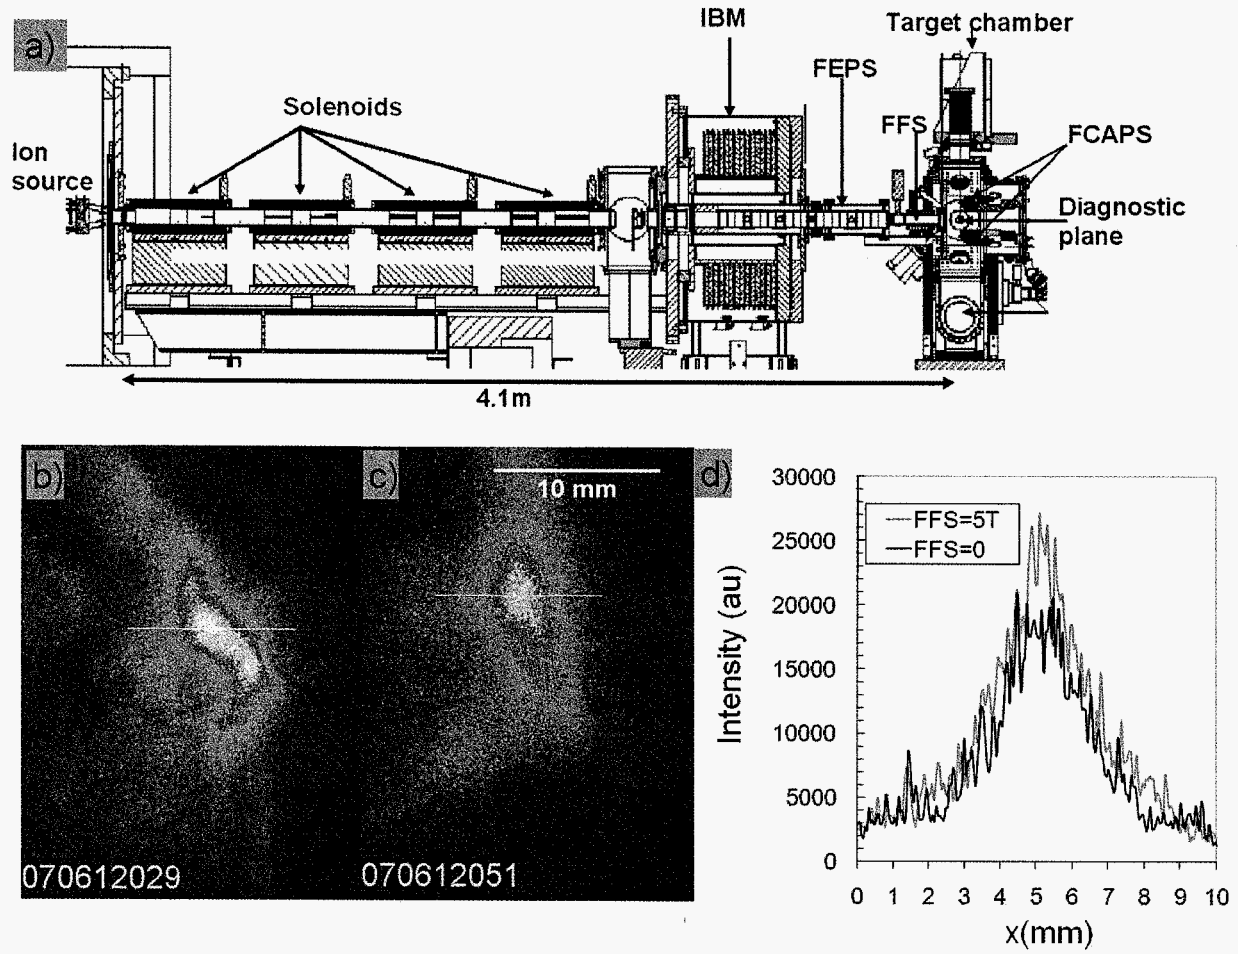 a)
IBM
Target chamber
FEPS
Solenoids
FFS
FCAPS
Ion
source
Diagnostic
plane
4.1m
b)
c)
10 mm
070612029
070612051
d)
30000
25000
20000
15000
10000
5000
0
Intensity (au)
FFS=5T
FFS=0
0 1 2 3 4 5 6 7 8 9 10
x(mm)